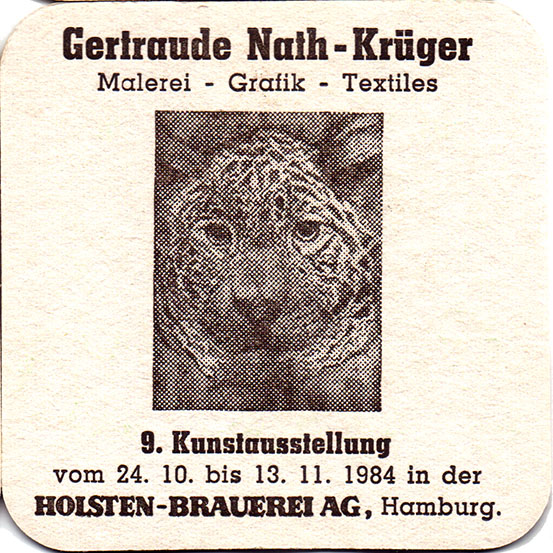 Gertraude Nath-Krüger
Malerei - Grafik - Textiles
9. Kunstausstellung
vom 24. 10. bis 13. 11. 1984 in der
HOLSTEN-BRAUEREI AG, Hamburg.